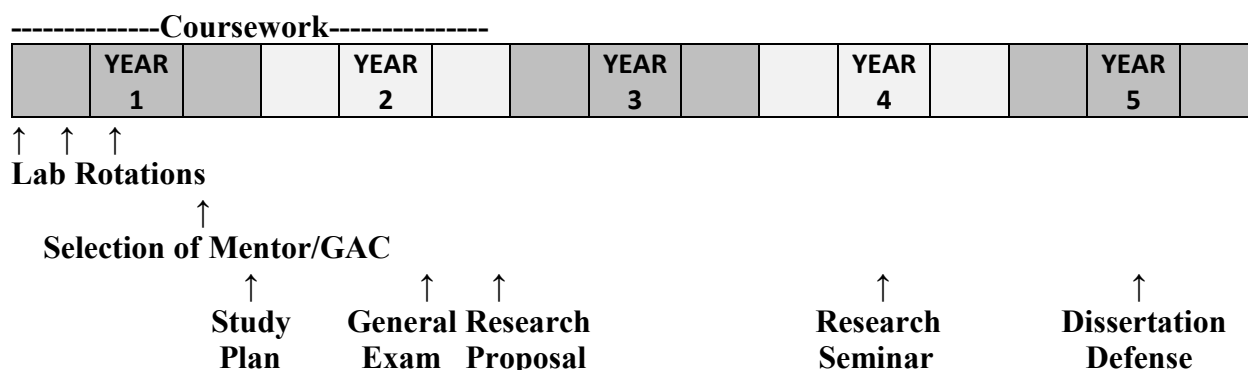 --------------Coursework---------------
YEAR 1 YEAR 2 YEAR 3 YEAR 4 YEAR 5
↑ ↑ ↑
Lab Rotations
↑
Selection of Mentor/GAC
↑ ↑ ↑ ↑ ↑
Study General Research Research Dissertation
Plan Exam Proposal Seminar Defense